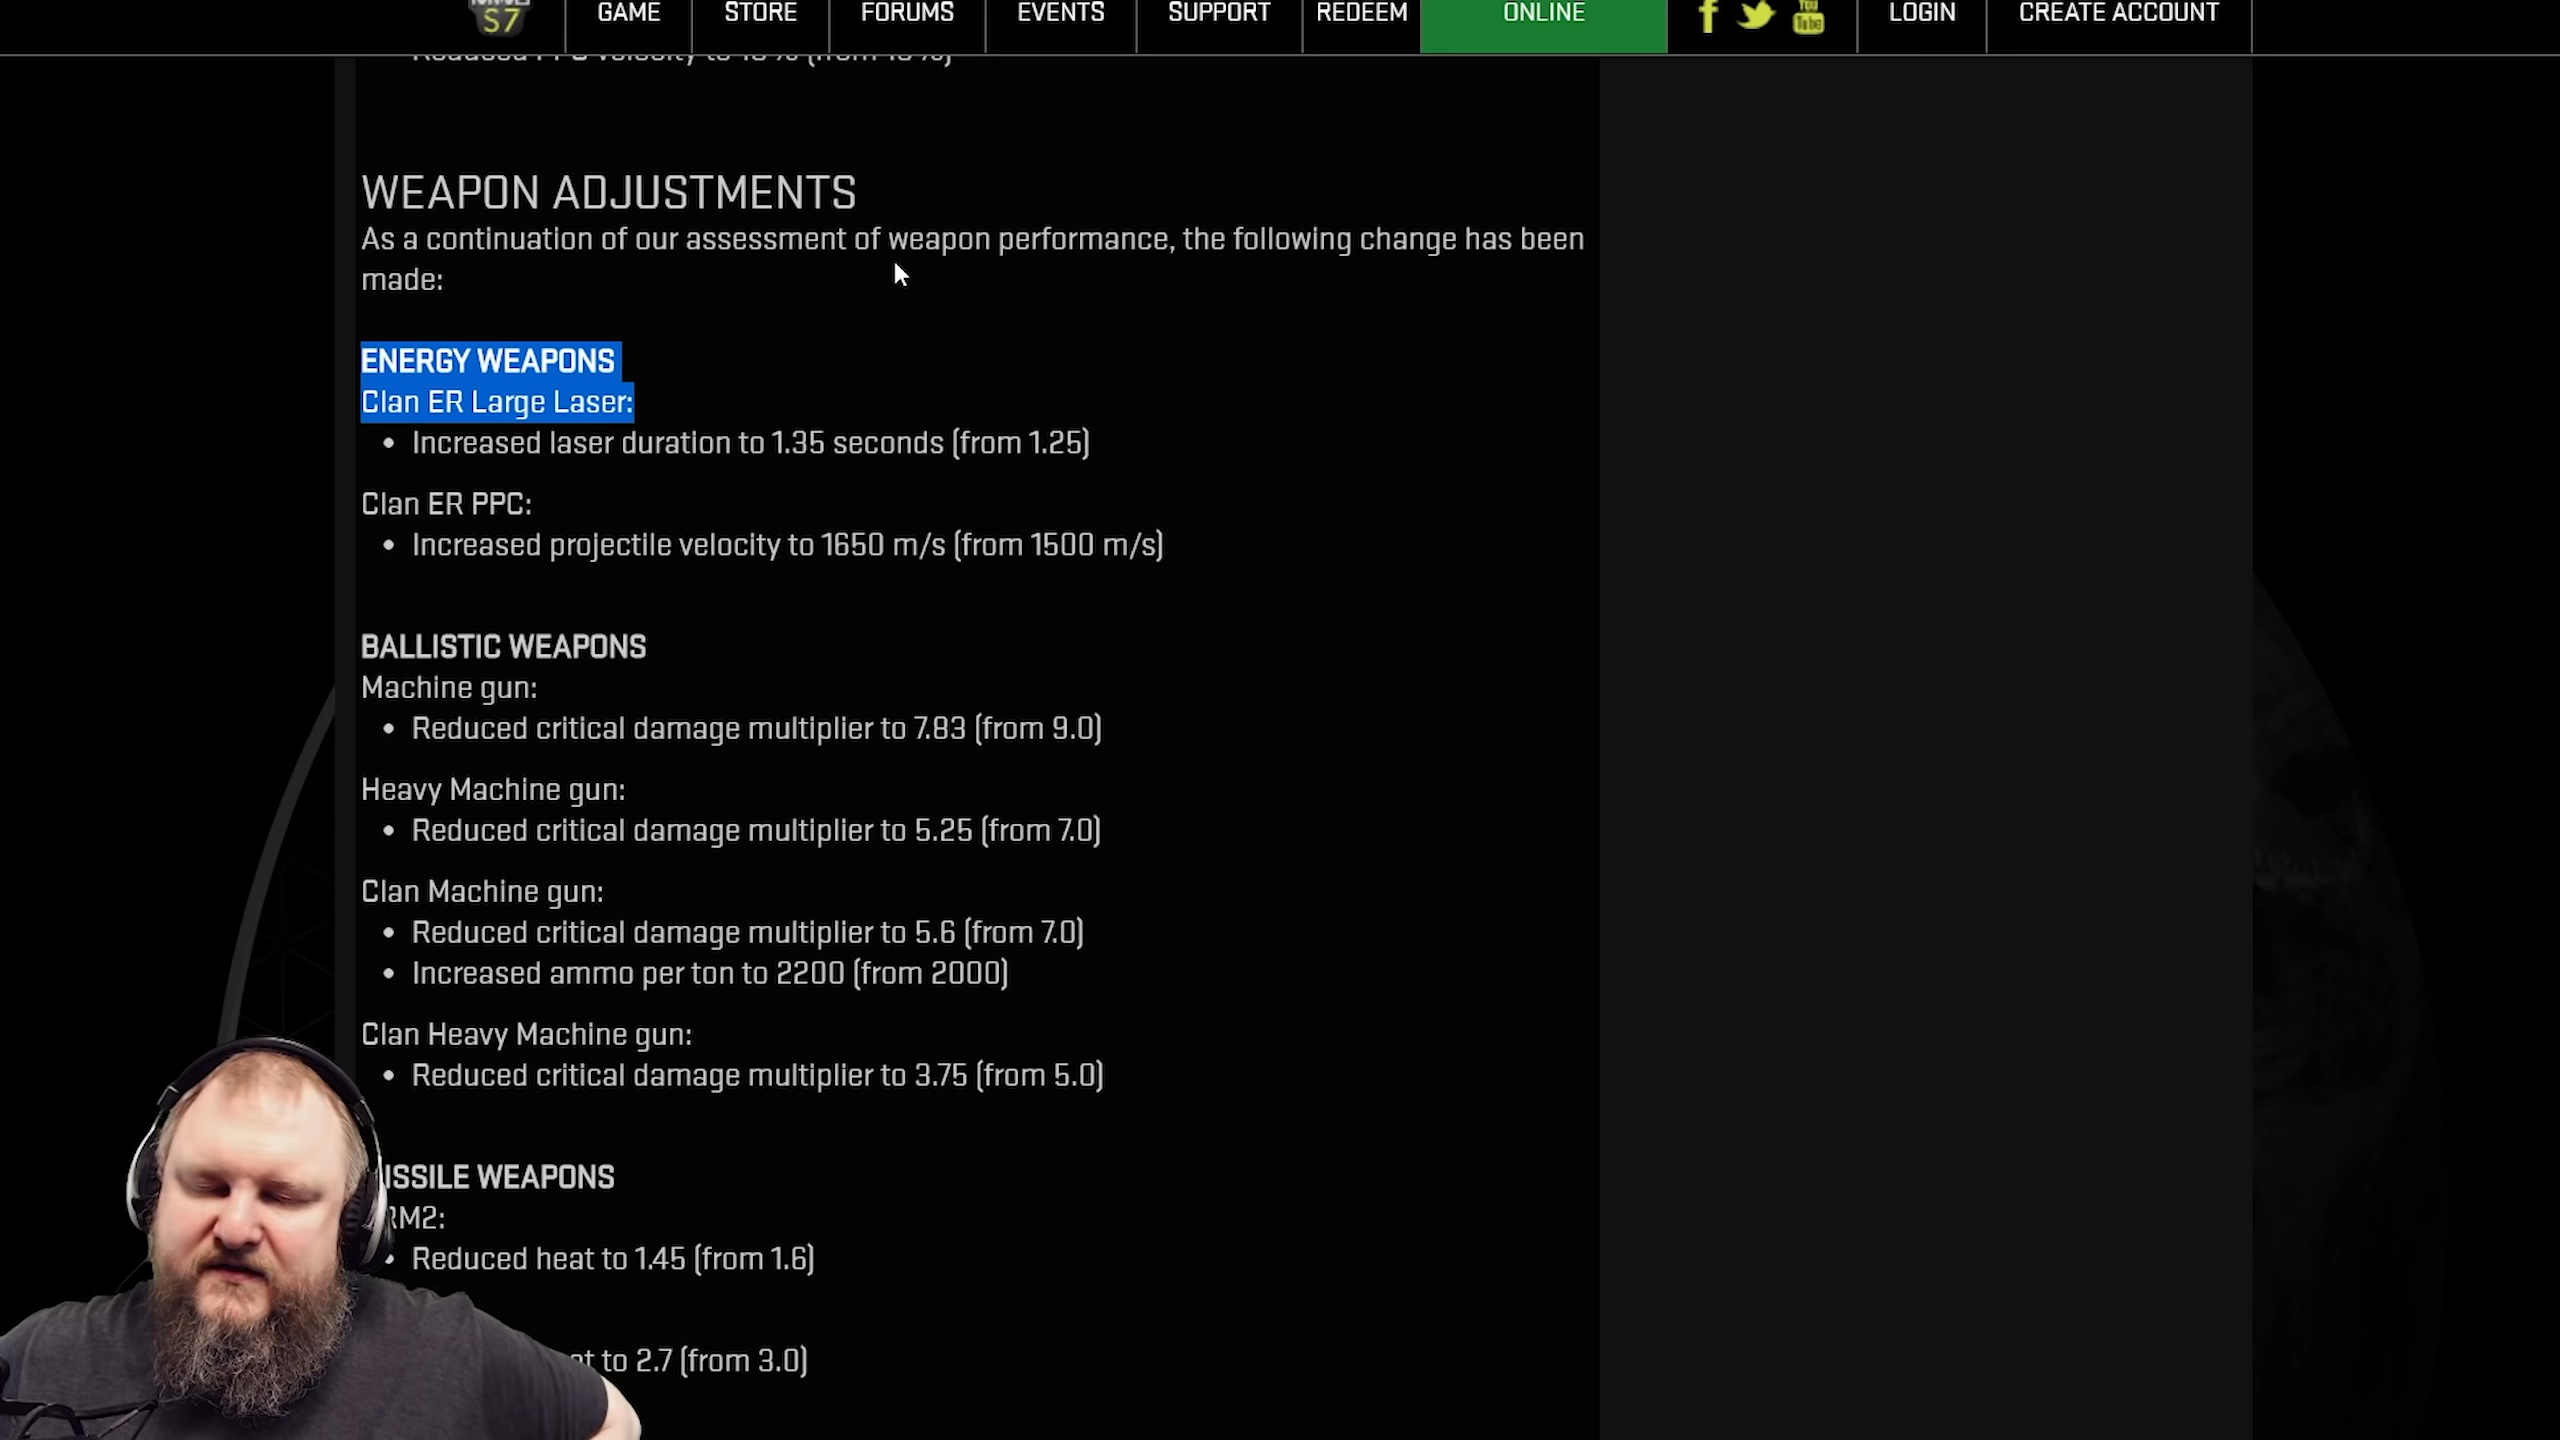 S7
GAME
STORE
FORUMS
EVENTS
SUPPORT
REDEEM
ONLINE
You
Tube
LOGIN
CREATE ACCOUNT
WEAPON ADJUSTMENTS
As a continuation of our assessment of weapon performance, the following change has been
made:
ENERGY WEAPONS
Clan ER Large Laser:
• Increased laser duration to 1.35 seconds (from 1.25)
Clan ER PPC:
• Increased projectile velocity to 1650 m/s (from 1500 m/s)
BALLISTIC WEAPONS
Machine gun:
• Reduced critical damage multiplier to 7.83 (from 9.0)
Heavy Machine gun:
• Reduced critical damage multiplier to 5.25 (from 7.0)
Clan Machine gun:
• Reduced critical damage multiplier to 5.6 (from 7.0)
• Increased ammo per ton to 2200 (from 2000)
Clan Heavy Machine gun:
• Reduced critical damage multiplier to 3.75 (from 5.0)
ISSILE WEAPONS
RM2:
• Reduced heat to 1.45 (from 1.6)
to 2.7 (from 3.0)